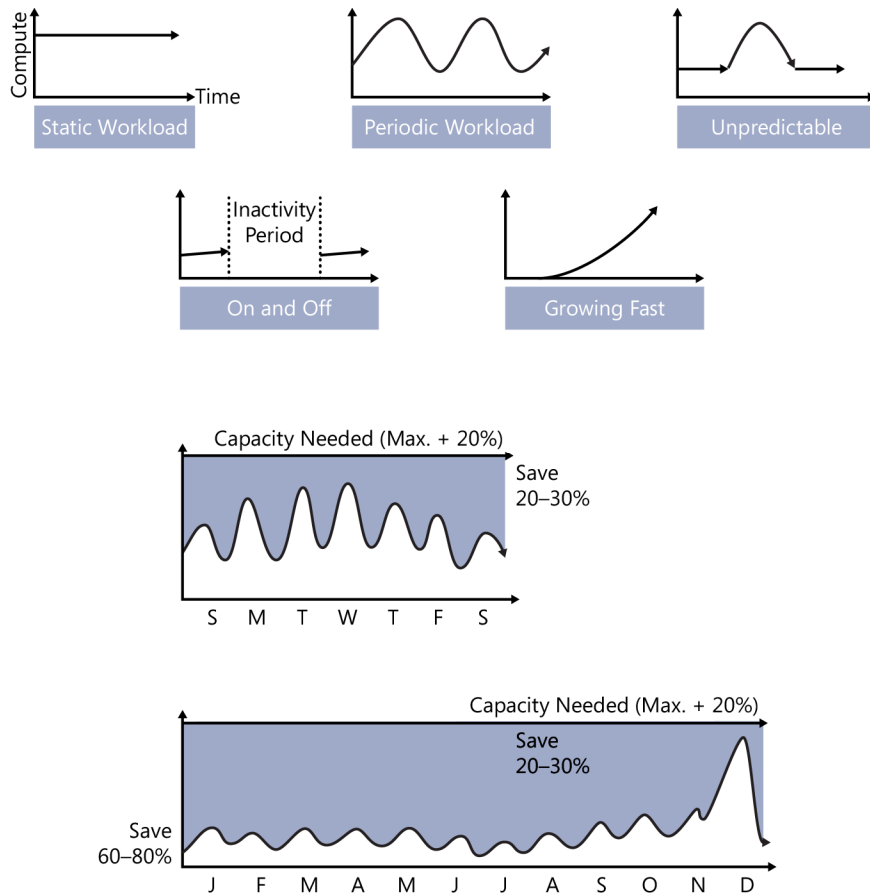 Compute
Time
Static Workload
Periodic Workload
Unpredictable
Inactivity
Period
On and Off
Growing Fast
Capacity Needed (Max. + 20%)
Save
20–30%
S M T W T F S
Capacity Needed (Max. + 20%)
Save
20–30%
Save
60–80%
J F M A M J J A S O N D